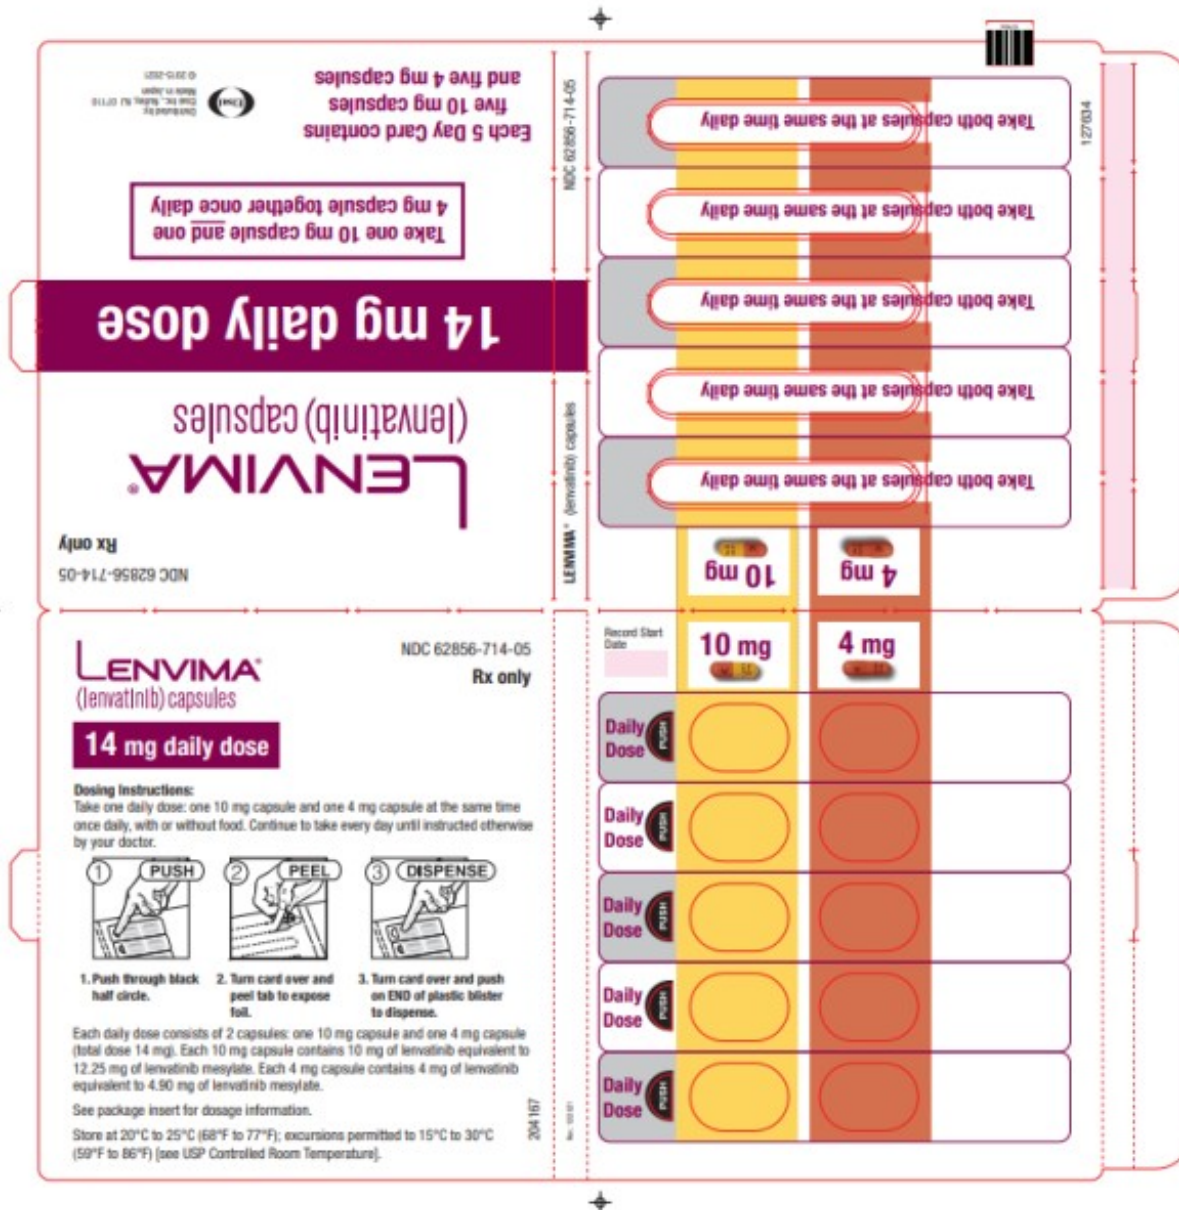 Each 5 Day Card contains
five 10 mg capsules
and five 4 mg capsules
Distributed by:
Eisai Inc., Nutley, NJ 07110
Made in Japan
© 2015-2021
Eisai
Take one 10 mg capsule and one
4 mg capsule together once daily
14 mg daily dose
LENVIMA®
(lenvatinib) capsules
Rx only
NDC 62856-714-05
NDC 62856-714-05
LENVIMA® (lenvatinib) capsules
Take both capsules at the same time daily
Take both capsules at the same time daily
Take both capsules at the same time daily
Take both capsules at the same time daily
Take both capsules at the same time daily
127634
10 mg
4 mg
LENVIMA®
(lenvatinib) capsules
NDC 62856-714-05
Rx only
14 mg daily dose
Dosing Instructions:
Take one daily dose: one 10 mg capsule and one 4 mg capsule at the same time
once daily, with or without food. Continue to take every day until instructed otherwise
by your doctor.
1 PUSH
2 PEEL
3 DISPENSE
1. Push through black
half circle.
2. Turn card over and
peel tab to expose
foil.
3. Turn card over and push
on END of plastic blister
to dispense.
Each daily dose consists of 2 capsules: one 10 mg capsule and one 4 mg capsule
(total dose 14 mg). Each 10 mg capsule contains 10 mg of lenvatinib equivalent to
12.25 mg of lenvatinib mesylate. Each 4 mg capsule contains 4 mg of lenvatinib
equivalent to 4.90 mg of lenvatinib mesylate.
See package insert for dosage information.
Store at 20°C to 25°C (68°F to 77°F); excursions permitted to 15°C to 30°C
(59°F to 86°F) [see USP Controlled Room Temperature].
204167
Record Start
Date
10 mg
4 mg
Daily
Dose
PUSH
Daily
Dose
PUSH
Daily
Dose
PUSH
Daily
Dose
PUSH
Daily
Dose
PUSH